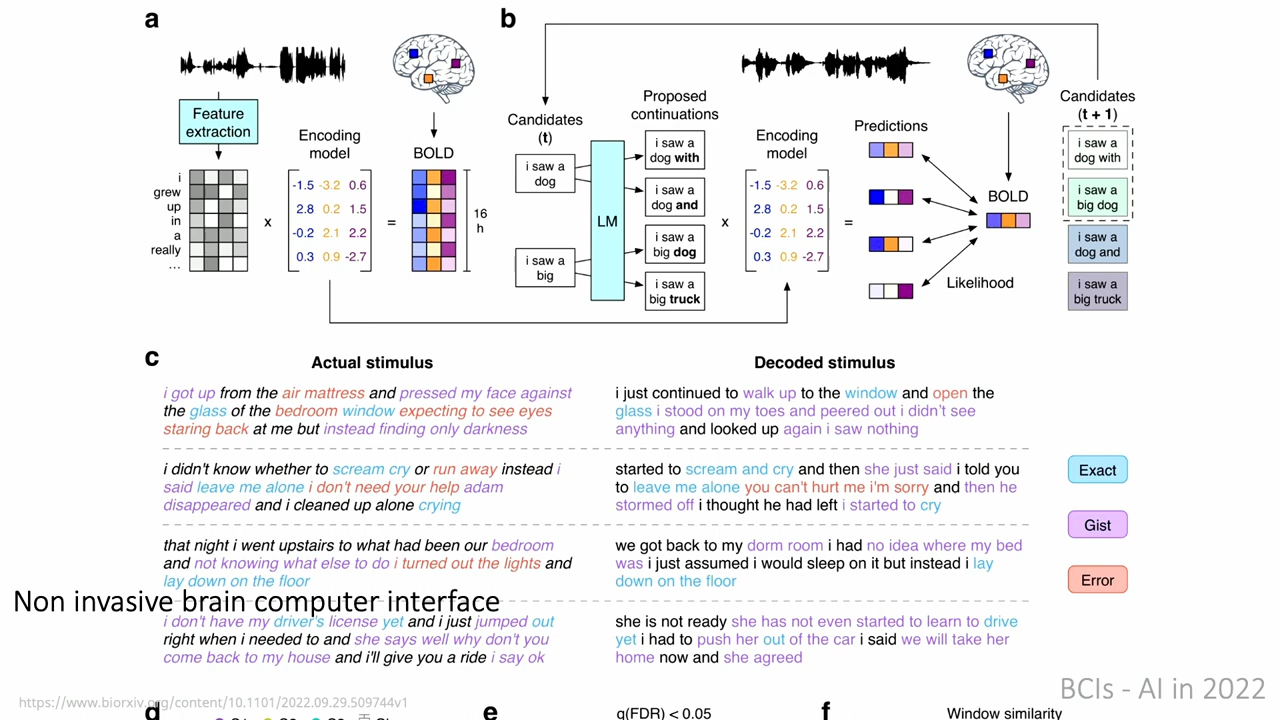 a
b
Feature
extraction
Encoding
model
BOLD
i
grew
up
in
a
really
...
x
-1.5 -3.2 0.6
2.8 0.2 1.5
-0.2 2.1 2.2
0.3 0.9 -2.7
=
16
h
Candidates
(t)
i saw a
dog
i saw a
big
LM
Proposed
continuations
i saw a
dog with
i saw a
dog and
i saw a
big dog
i saw a
big truck
x
Encoding
model
-1.5 -3.2 0.6
2.8 0.2 1.5
-0.2 2.1 2.2
0.3 0.9 -2.7
=
Predictions
BOLD
Likelihood
Candidates
(t + 1)
i saw a
dog with
i saw a
big dog
i saw a
dog and
i saw a
big truck
c
Actual stimulus
Decoded stimulus
i got up from the air mattress and pressed my face against
the glass of the bedroom window expecting to see eyes
staring back at me but instead finding only darkness
i just continued to walk up to the window and open the
glass i stood on my toes and peered out i didn't see
anything and looked up again i saw nothing
i didn't know whether to scream cry or run away instead i
said leave me alone i don't need your help adam
disappeared and i cleaned up alone crying
started to scream and cry and then she just said i told you
to leave me alone you can't hurt me i'm sorry and then he
stormed off i thought he had left i started to cry
that night i went upstairs to what had been our bedroom
and not knowing what else to do i turned out the lights and
lay down on the floor
we got back to my dorm room i had no idea where my bed
was i just assumed i would sleep on it but instead i lay
down on the floor
i don't have my driver's license yet and i just jumped out
right when i needed to and she says well why don't you
come back to my house and i'll give you a ride i say ok
she is not ready she has not even started to learn to drive
yet i had to push her out of the car i said we will take her
home now and she agreed
Exact
Gist
Error
Non invasive brain computer interface
https://www.biorxiv.org/content/10.1101/2022.09.29.509744v1
BCIs - AI in 2022
d
e
q(FDR) < 0.05
f
Window similarity